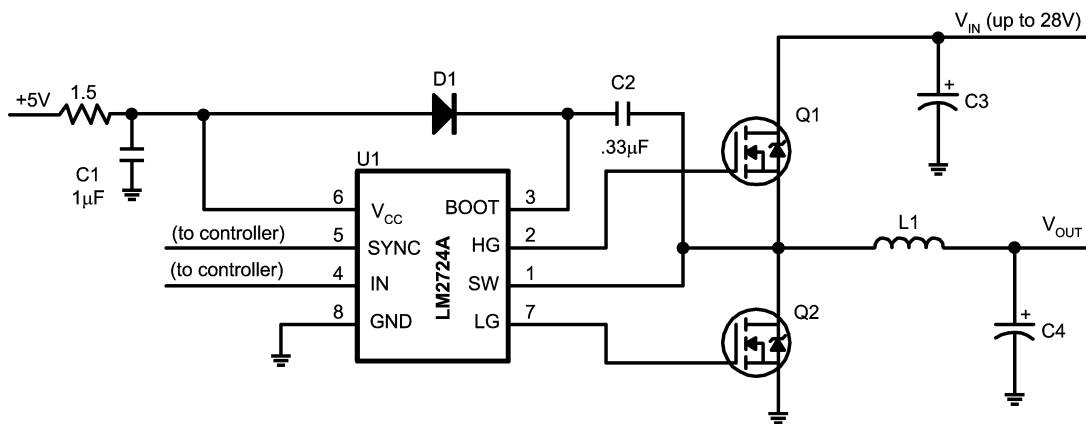 V_IN (up to 28V)
D1
C2
+5V
1.5
.33μF
Q1
+
C3
C1
1μF
U1
LM2724A
6
V_CC
BOOT
3
(to controller)
5
SYNC
HG
2
(to controller)
4
IN
SW
1
8
GND
LG
7
L1
V_OUT
Q2
+
C4